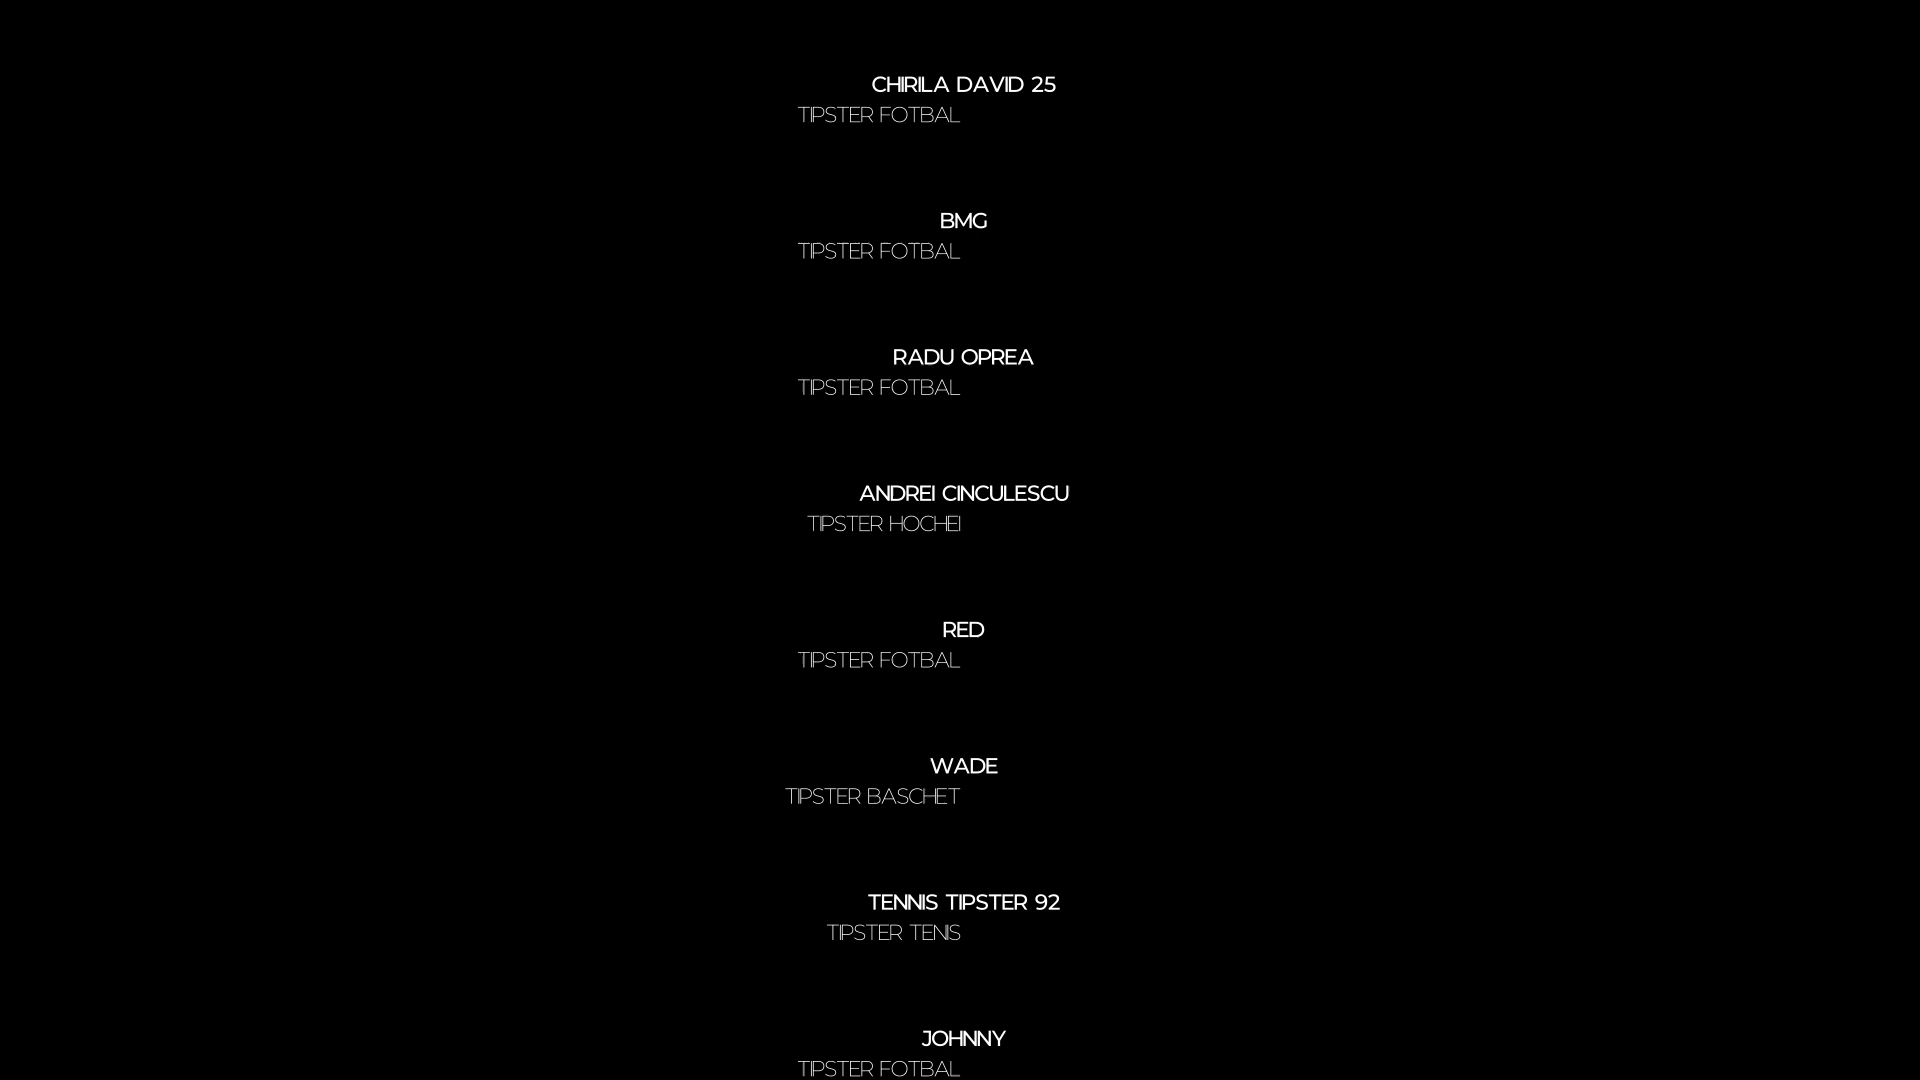 CHIRILA DAVID 25
TIPSTER FOTBAL
BMG
TIPSTER FOTBAL
RADU OPREA
TIPSTER FOTBAL
ANDREI CINCULESCU
TIPSTER HOCHEI
RED
TIPSTER FOTBAL
WADE
TIPSTER BASCHET
TENNIS TIPSTER 92
TIPSTER TENIS
JOHNNY
TIPSTER FOTBAL